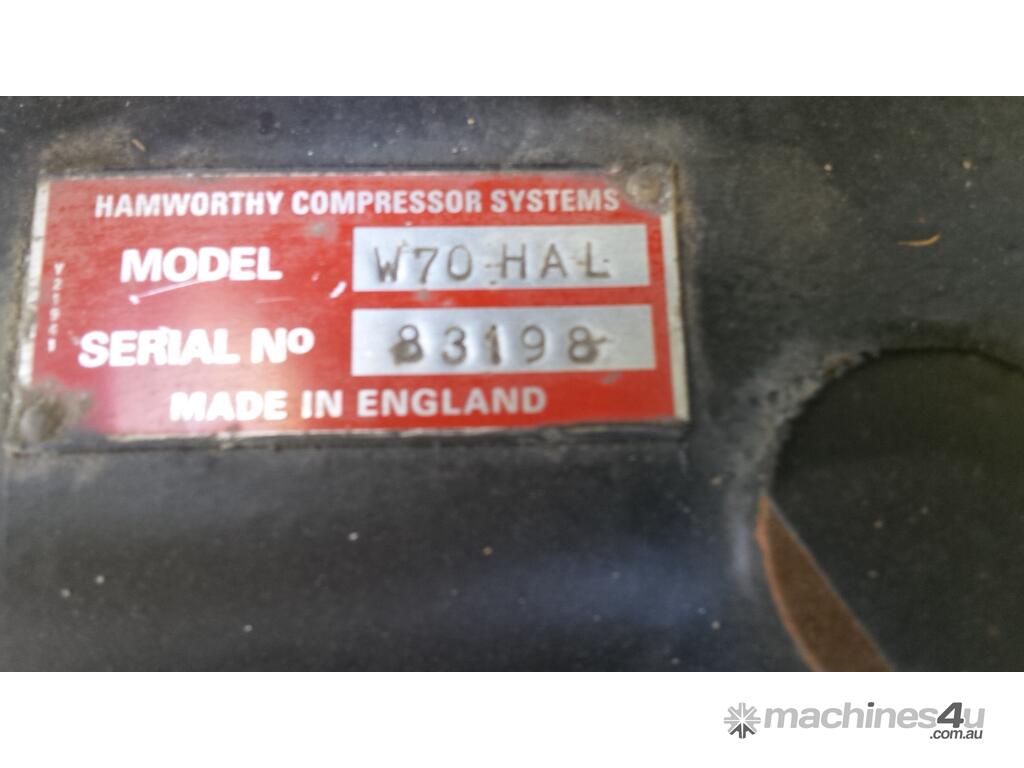 HAMWORTHY COMPRESSOR SYSTEMS
MODEL W70 HAL
SERIAL Nº 83198
MADE IN ENGLAND
machines4u
.com.au